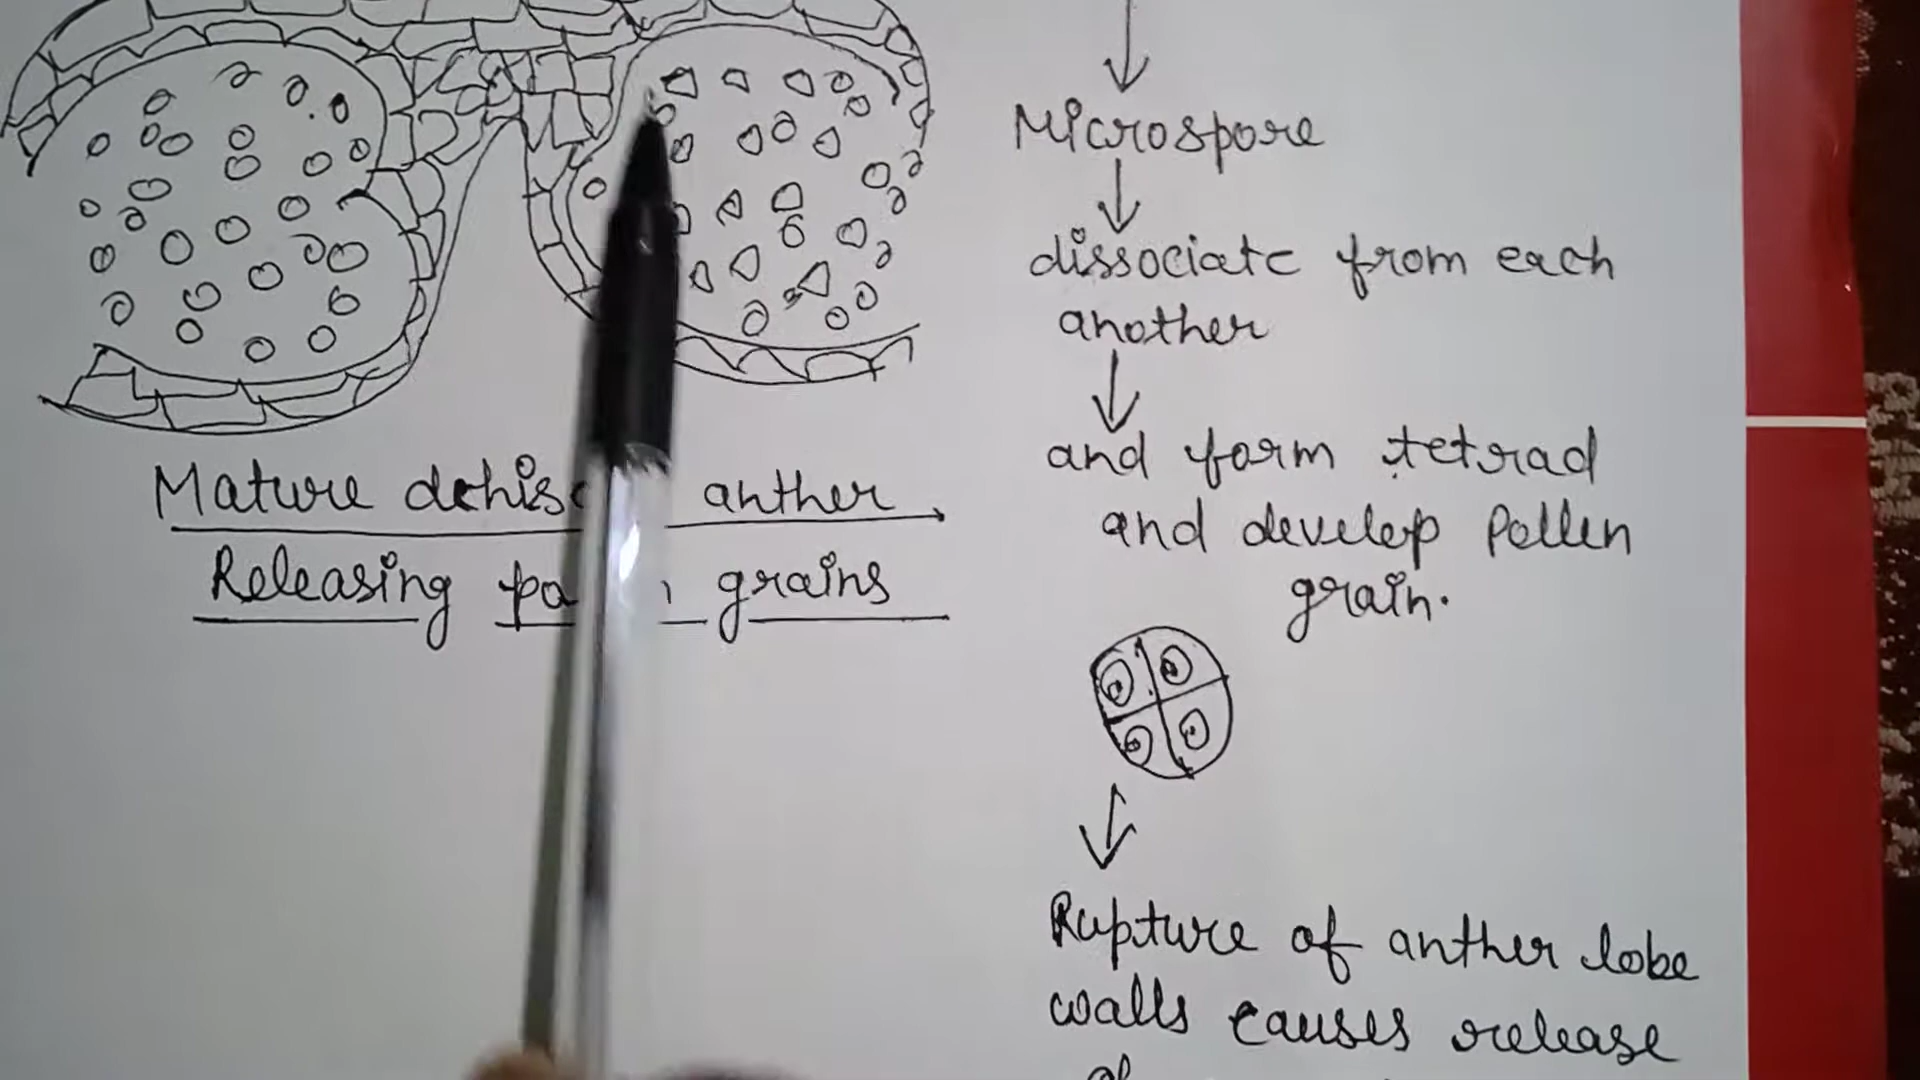 Mature anther
Releasing grains
Microspore
dissociate from each
another
and form tetrad
and develop Pollen
grain.
Rupture of anther lobe
walls causes release
of